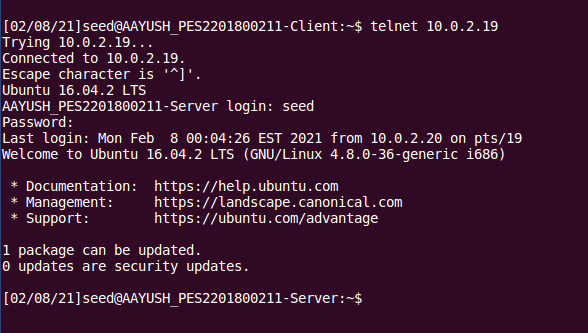 [02/08/21]seed@AAYUSH_PES2201800211-Client:~$ telnet 10.0.2.19
Trying 10.0.2.19...
Connected to 10.0.2.19.
Escape character is '^]'.
Ubuntu 16.04.2 LTS
AAYUSH_PES2201800211-Server login: seed
Password:
Last login: Mon Feb  8 00:04:26 EST 2021 from 10.0.2.20 on pts/19
Welcome to Ubuntu 16.04.2 LTS (GNU/Linux 4.8.0-36-generic i686)

 * Documentation:  https://help.ubuntu.com
 * Management:     https://landscape.canonical.com
 * Support:        https://ubuntu.com/advantage

1 package can be updated.
0 updates are security updates.

[02/08/21]seed@AAYUSH_PES2201800211-Server:~$